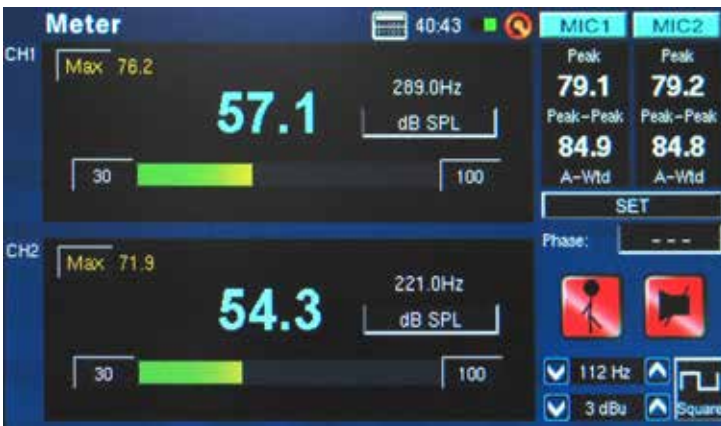 Meter
40:43
CH1
Max 76.2
57.1
289.0Hz
dB SPL
30
100
CH2
Max 71.9
54.3
221.0Hz
dB SPL
30
100
MIC1 MIC2
Peak Peak
79.1 79.2
Peak-Peak Peak-Peak
84.9 84.8
A-Wtd A-Wtd
SET
Phase: ---
112 Hz
3 dBu
Square